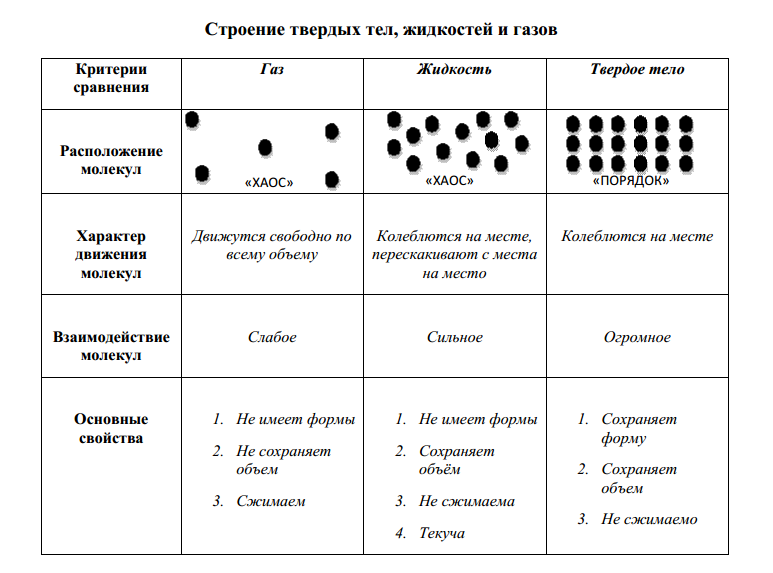 Строение твердых тел, жидкостей и газов
Критерии
сравнения
Газ
Жидкость
Твердое тело
Расположение
молекул
«ХАОС»
«ХАОС»
«ПОРЯДОК»
Характер
движения
молекул
Движутся свободно по
всему объему
Колеблются на месте,
перескакивают с места
на место
Колеблются на месте
Взаимодействие
молекул
Слабое
Сильное
Огромное
Основные
свойства
1. Не имеет формы
2. Не сохраняет
объем
3. Сжимаем
1. Не имеет формы
2. Сохраняет
объём
3. Не сжимаема
4. Текуча
1. Сохраняет
форму
2. Сохраняет
объем
3. Не сжимаемо